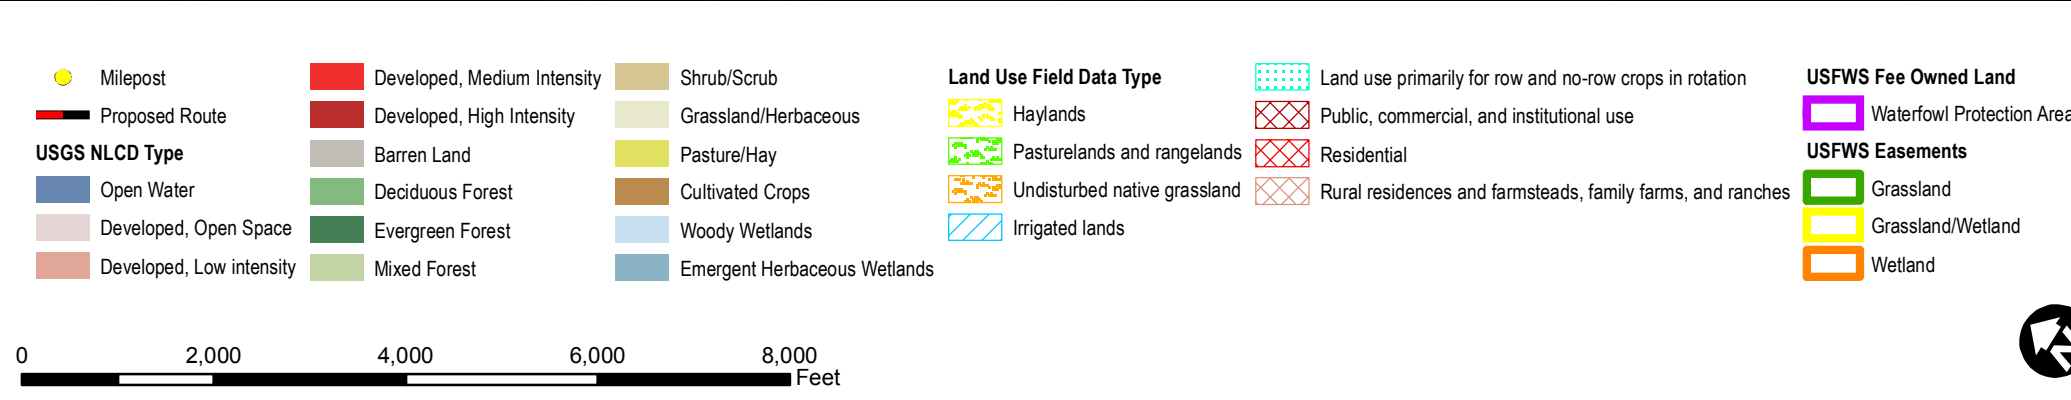 Milepost
Proposed Route
USGS NLCD Type
Open Water
Developed, Open Space
Developed, Low intensity
Developed, Medium Intensity
Developed, High Intensity
Barren Land
Deciduous Forest
Evergreen Forest
Mixed Forest
Shrub/Scrub
Grassland/Herbaceous
Pasture/Hay
Cultivated Crops
Woody Wetlands
Emergent Herbaceous Wetlands
Land Use Field Data Type
Haylands
Pasturelands and rangelands
Undisturbed native grassland
Irrigated lands
Land use primarily for row and no-row crops in rotation
Public, commercial, and institutional use
Residential
Rural residences and farmsteads, family farms, and ranches
USFWS Fee Owned Land
Waterfowl Protection Area
USFWS Easements
Grassland
Grassland/Wetland
Wetland
0 2,000 4,000 6,000 8,000
Feet